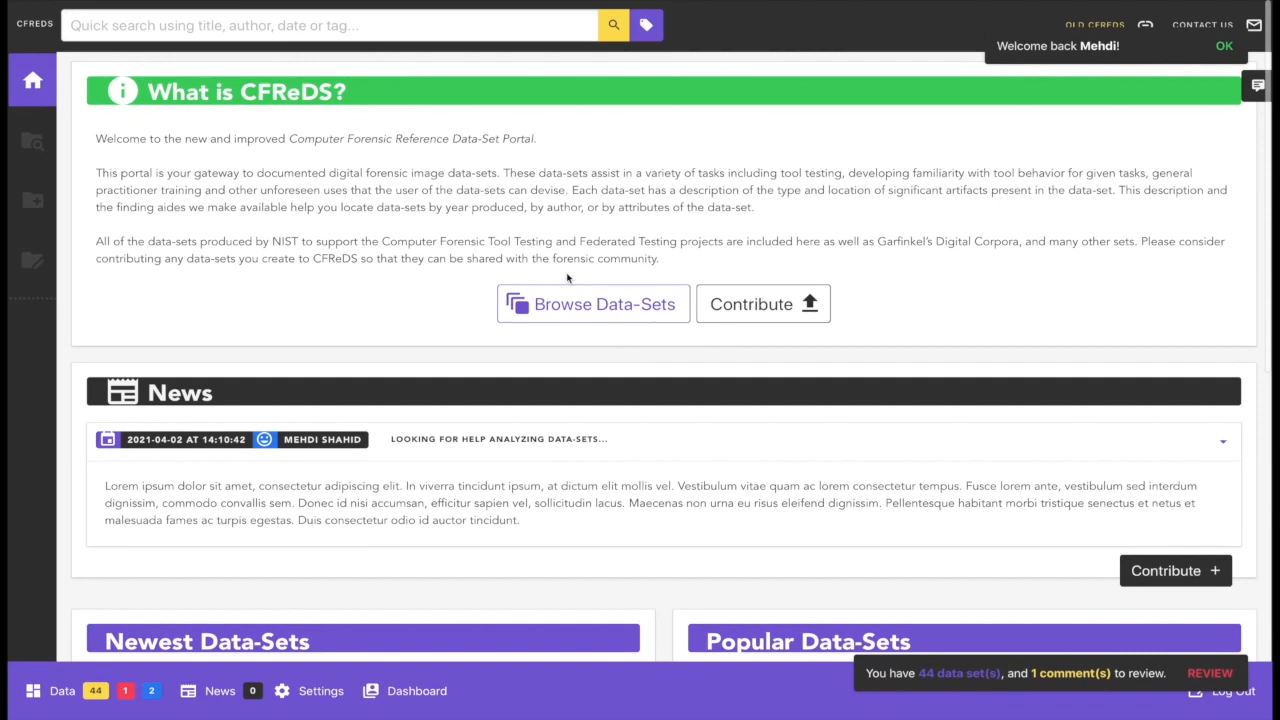 CFREDS
Quick search using title, author, date or tag...
OLD CFREDS
CONTACT US
Welcome back Mehdi!
OK
What is CFReDS?
Welcome to the new and improved Computer Forensic Reference Data-Set Portal.
This portal is your gateway to documented digital forensic image data-sets. These data-sets assist in a variety of tasks including tool testing, developing familiarity with tool behavior for given tasks, general
practitioner training and other unforeseen uses that the user of the data-sets can devise. Each data-set has a description of the type and location of significant artifacts present in the data-set. This description and
the finding aides we make available help you locate data-sets by year produced, by author, or by attributes of the data-set.
All of the data-sets produced by NIST to support the Computer Forensic Tool Testing and Federated Testing projects are included here as well as Garfinkel's Digital Corpora, and many other sets. Please consider
contributing any data-sets you create to CFReDS so that they can be shared with the forensic community.
Browse Data-Sets
Contribute
News
2021-04-02 AT 14:10:42
MEHDI SHAHID
LOOKING FOR HELP ANALYZING DATA-SETS...
Lorem ipsum dolor sit amet, consectetur adipiscing elit. In viverra tincidunt ipsum, at dictum elit mollis vel. Vestibulum vitae quam ac lorem consectetur tempus. Fusce lorem ante, vestibulum sed interdum
dignissim, commodo convallis sem. Donec id nisi accumsan, efficitur sapien vel, sollicitudin lacus. Maecenas non urna eu risus eleifend dignissim. Pellentesque habitant morbi tristique senectus et netus et
malesuada fames ac turpis egestas. Duis consectetur odio id auctor tincidunt.
Contribute +
Newest Data-Sets
Popular Data-Sets
You have 44 data set(s), and 1 comment(s) to review.
REVIEW
Data 44 1 2
News 0
Settings
Dashboard
Log Out